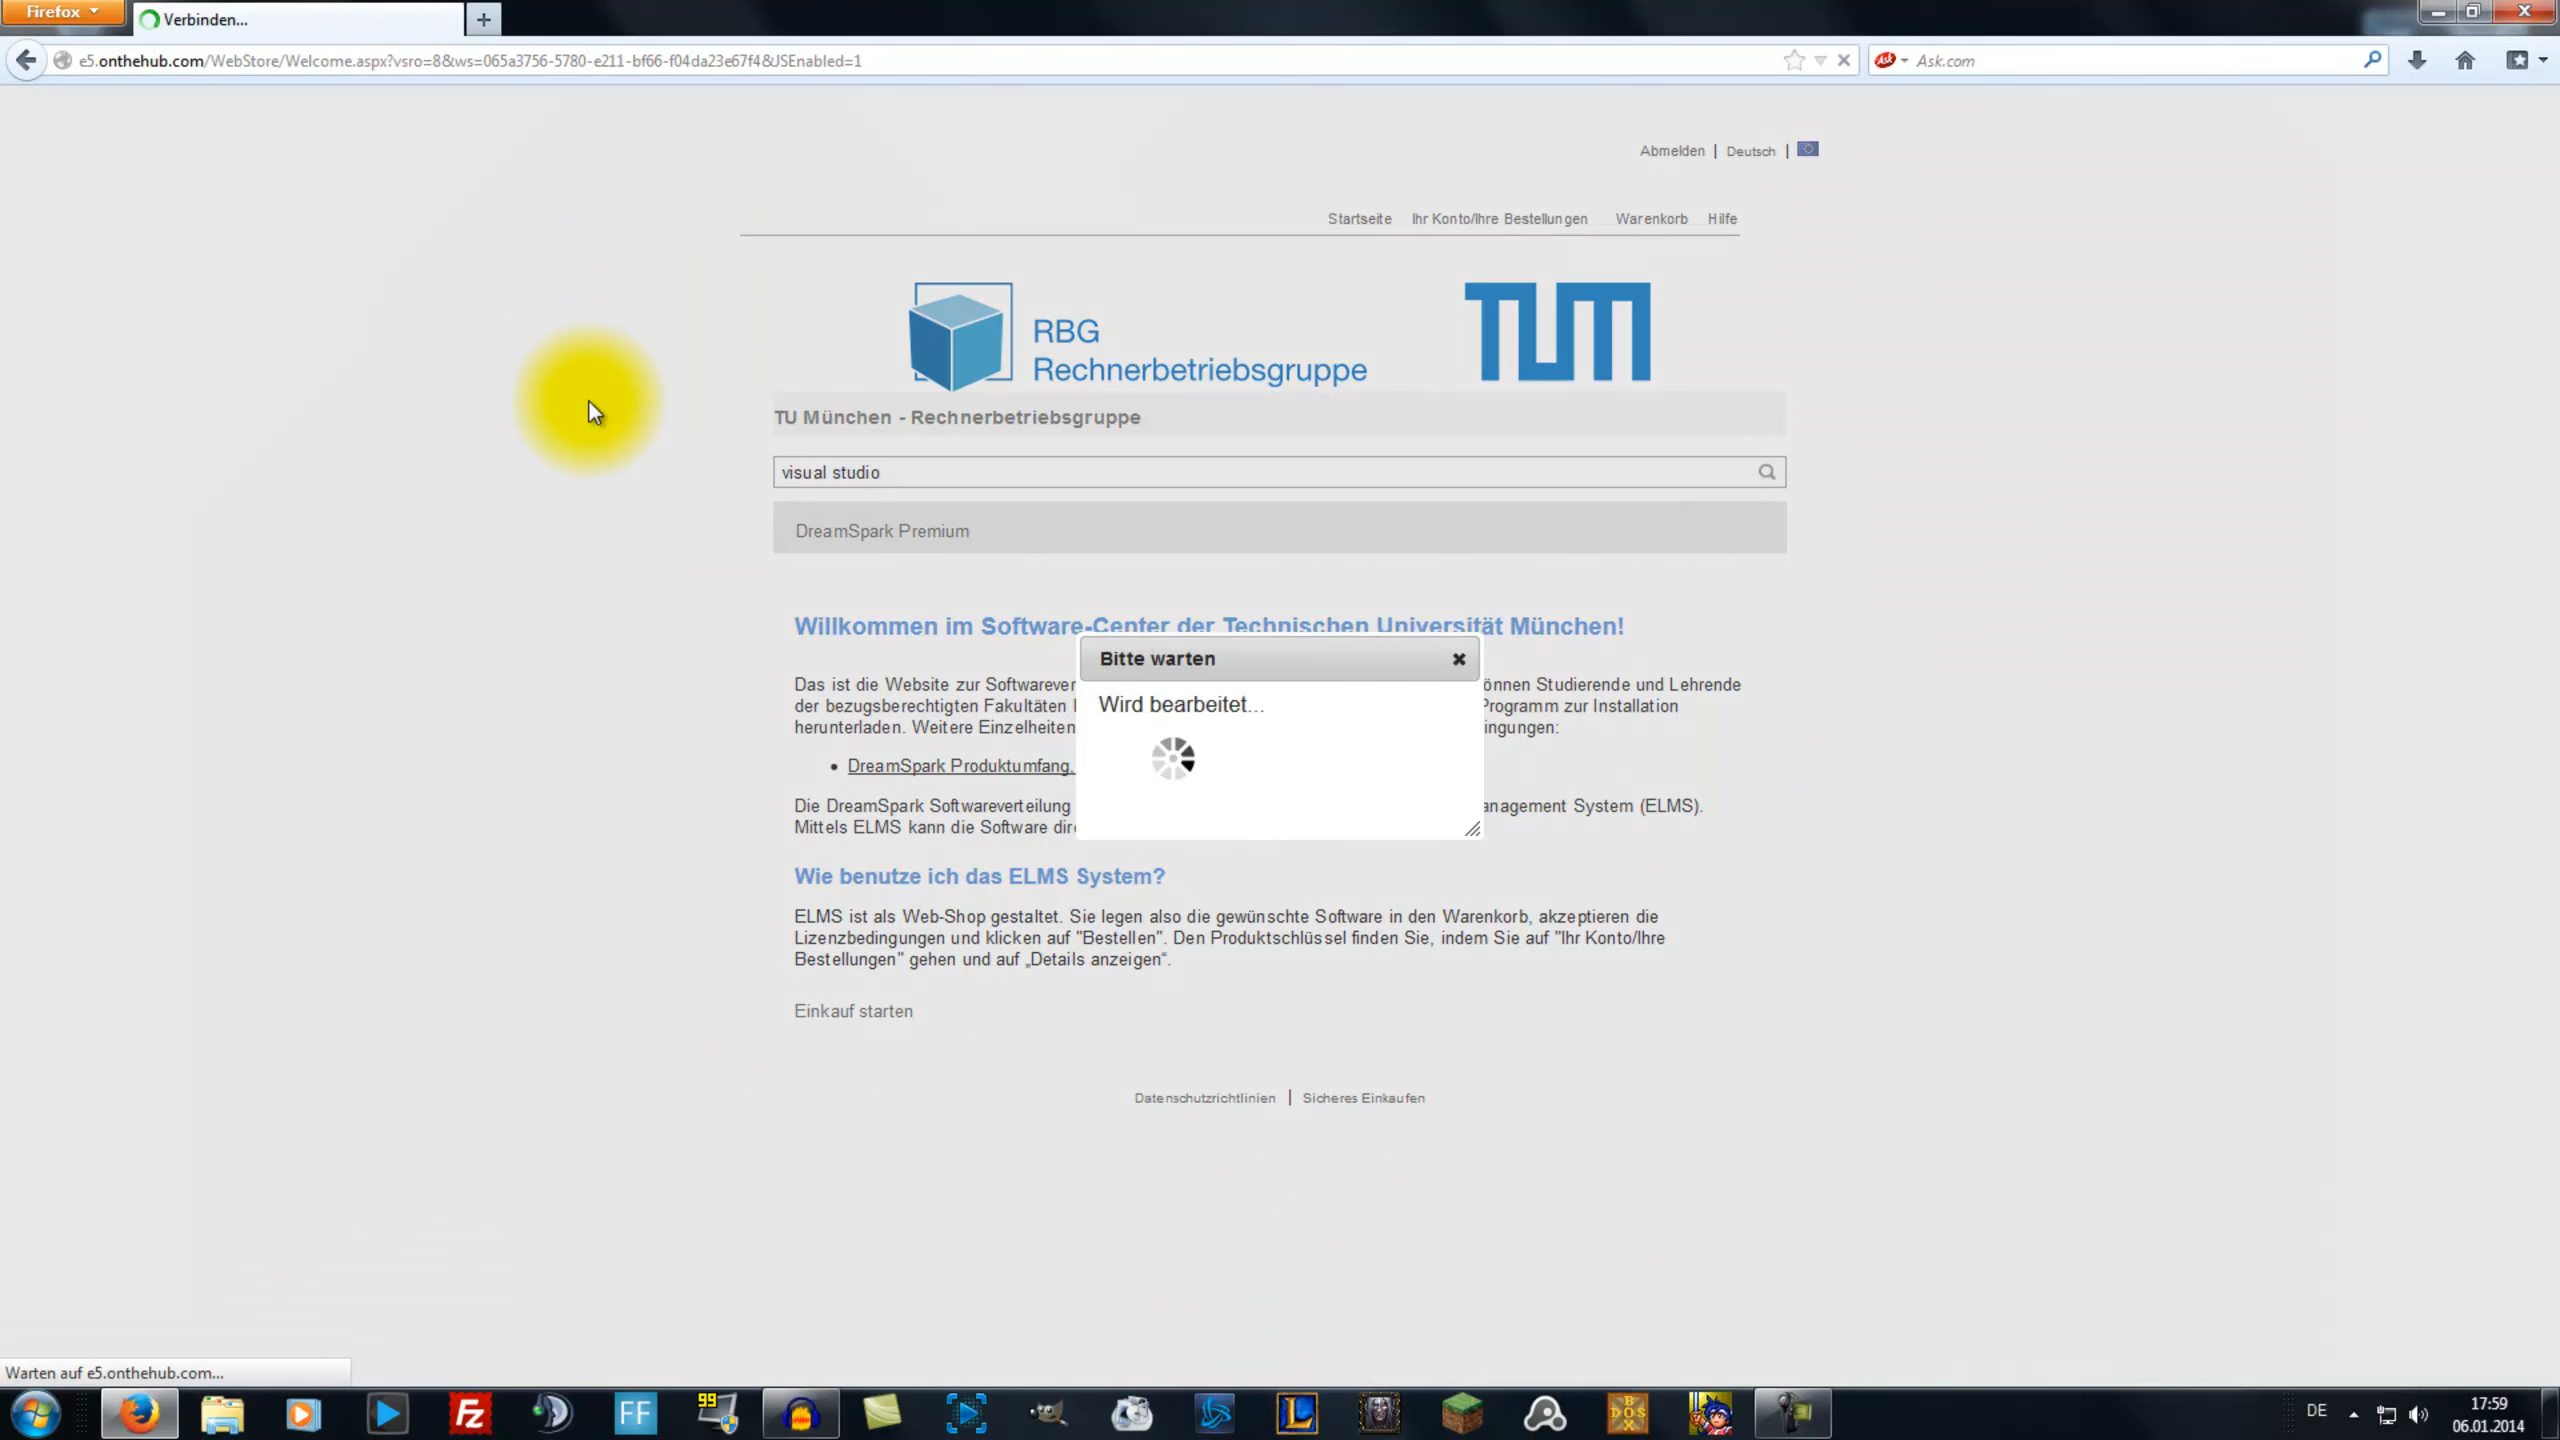 Firefox
Verbinden...
e5.onthehub.com/WebStore/Welcome.aspx?vsro=8&ws=065a3756-5780-e211-bf66-f04da23e67f4&JSEnabled=1
Ask
Ask.com
Abmelden | Deutsch |
Startseite Ihr Konto/Ihre Bestellungen Warenkorb Hilfe
RBG
Rechnerbetriebsgruppe
TUM
TU München - Rechnerbetriebsgruppe
visual studio
DreamSpark Premium
Willkommen im Software-Center der Technischen Universität München!
Bitte warten
Wird bearbeitet...
Das ist die Website zur Softwarever
önnen Studierende und Lehrende
der bezugsberechtigten Fakultäten
Programm zur Installation
herunterladen. Weitere Einzelheiten
ingungen:
• DreamSpark Produktumfang,
Die DreamSpark Softwareverteilung
anagement System (ELMS).
Mittels ELMS kann die Software dire
Wie benutze ich das ELMS System?
ELMS ist als Web-Shop gestaltet. Sie legen also die gewünschte Software in den Warenkorb, akzeptieren die
Lizenzbedingungen und klicken auf "Bestellen". Den Produktschlüssel finden Sie, indem Sie auf "Ihr Konto/Ihre
Bestellungen" gehen und auf „Details anzeigen“.
Einkauf starten
Datenschutzrichtlinien | Sicheres Einkaufen
Warten auf e5.onthehub.com...
Fz
FF
99
L
DOS
BOX
DE
17:59
06.01.2014